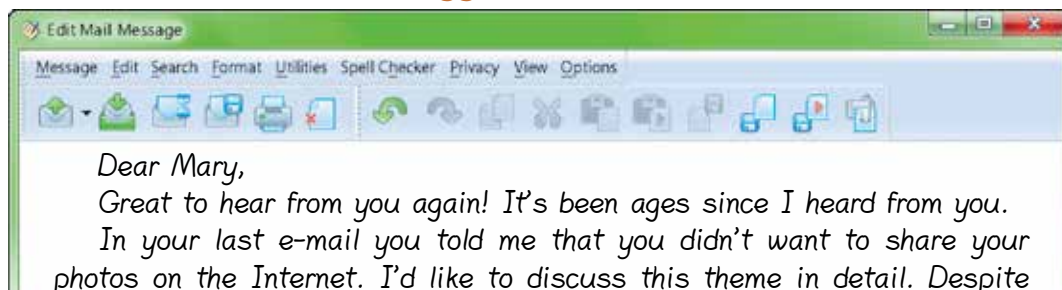 Edit Mail Message
Message Edit Search Format Utilities Spell Checker Privacy View Options
Dear Mary,
Great to hear from you again! It's been ages since I heard from you.
In your last e-mail you told me that you didn't want to share your
photos on the Internet. I'd like to discuss this theme in detail. Despite